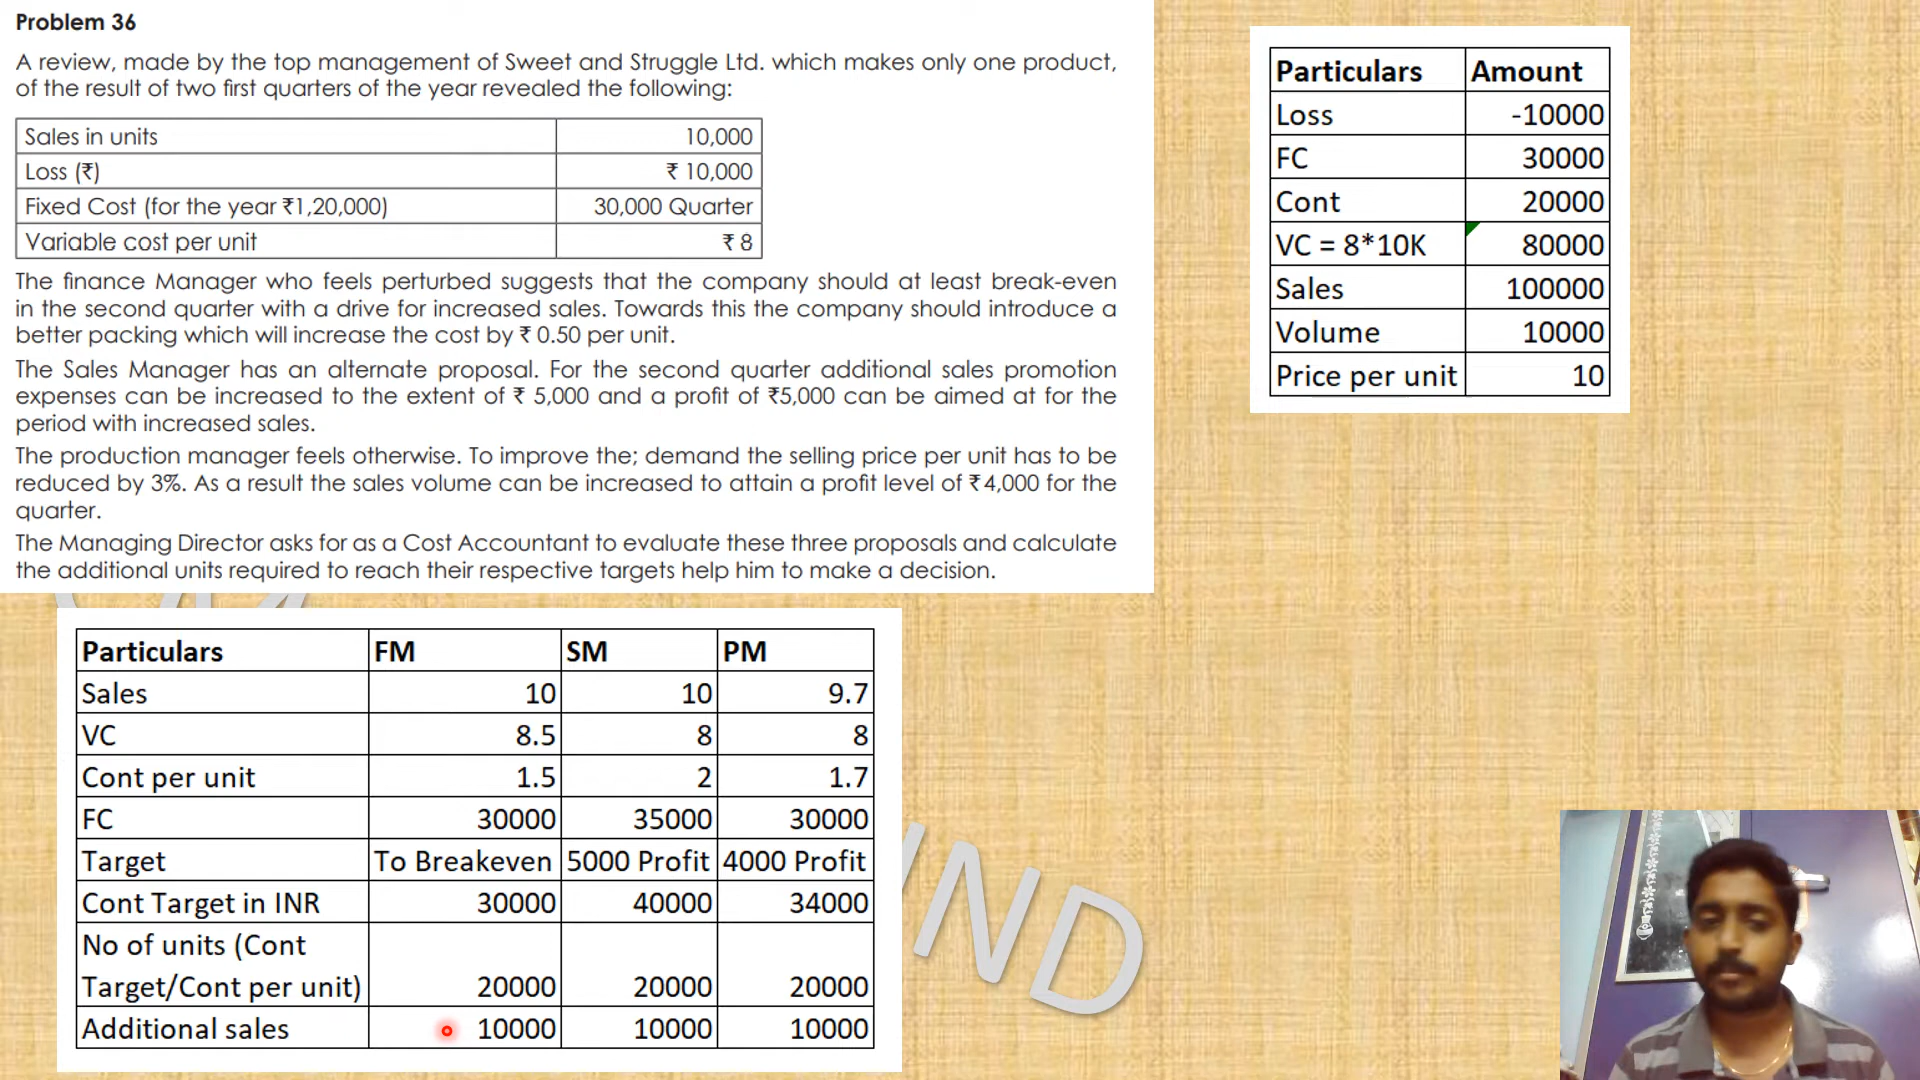 Problem 36
A review, made by the top management of Sweet and Struggle Ltd. which makes only one product,
of the result of two first quarters of the year revealed the following:
Sales in units 10,000
Loss (₹) ₹ 10,000
Fixed Cost (for the year ₹1,20,000) 30,000 Quarter
Variable cost per unit ₹ 8
The finance Manager who feels perturbed suggests that the company should at least break-even
in the second quarter with a drive for increased sales. Towards this the company should introduce a
better packing which will increase the cost by ₹ 0.50 per unit.
The Sales Manager has an alternate proposal. For the second quarter additional sales promotion
expenses can be increased to the extent of ₹ 5,000 and a profit of ₹5,000 can be aimed at for the
period with increased sales.
The production manager feels otherwise. To improve the; demand the selling price per unit has to be
reduced by 3%. As a result the sales volume can be increased to attain a profit level of ₹4,000 for the
quarter.
The Managing Director asks for as a Cost Accountant to evaluate these three proposals and calculate
the additional units required to reach their respective targets help him to make a decision.
Particulars Amount
Loss -10000
FC 30000
Cont 20000
VC = 8*10K 80000
Sales 100000
Volume 10000
Price per unit 10
Particulars FM SM PM
Sales 10 10 9.7
VC 8.5 8 8
Cont per unit 1.5 2 1.7
FC 30000 35000 30000
Target To Breakeven 5000 Profit 4000 Profit
Cont Target in INR 30000 40000 34000
No of units (Cont
Target/Cont per unit) 20000 20000 20000
Additional sales 10000 10000 10000